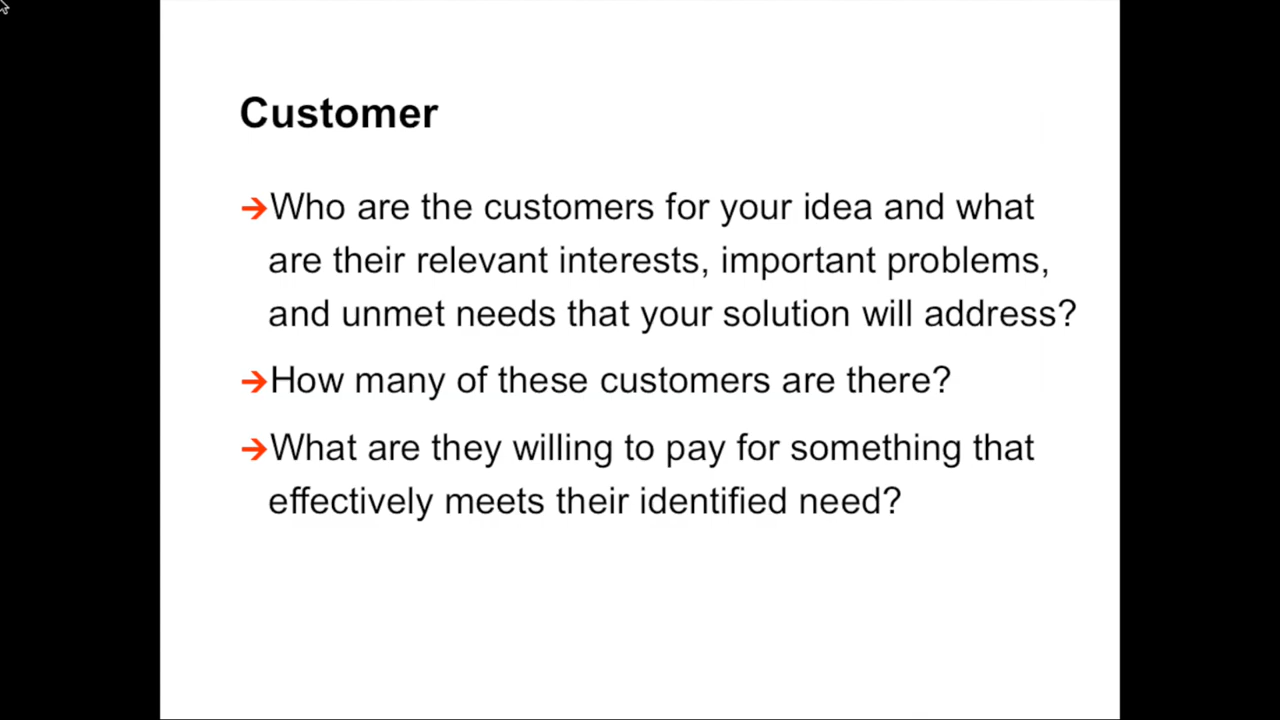 Customer
➔Who are the customers for your idea and what
are their relevant interests, important problems,
and unmet needs that your solution will address?
➔How many of these customers are there?
➔What are they willing to pay for something that
effectively meets their identified need?